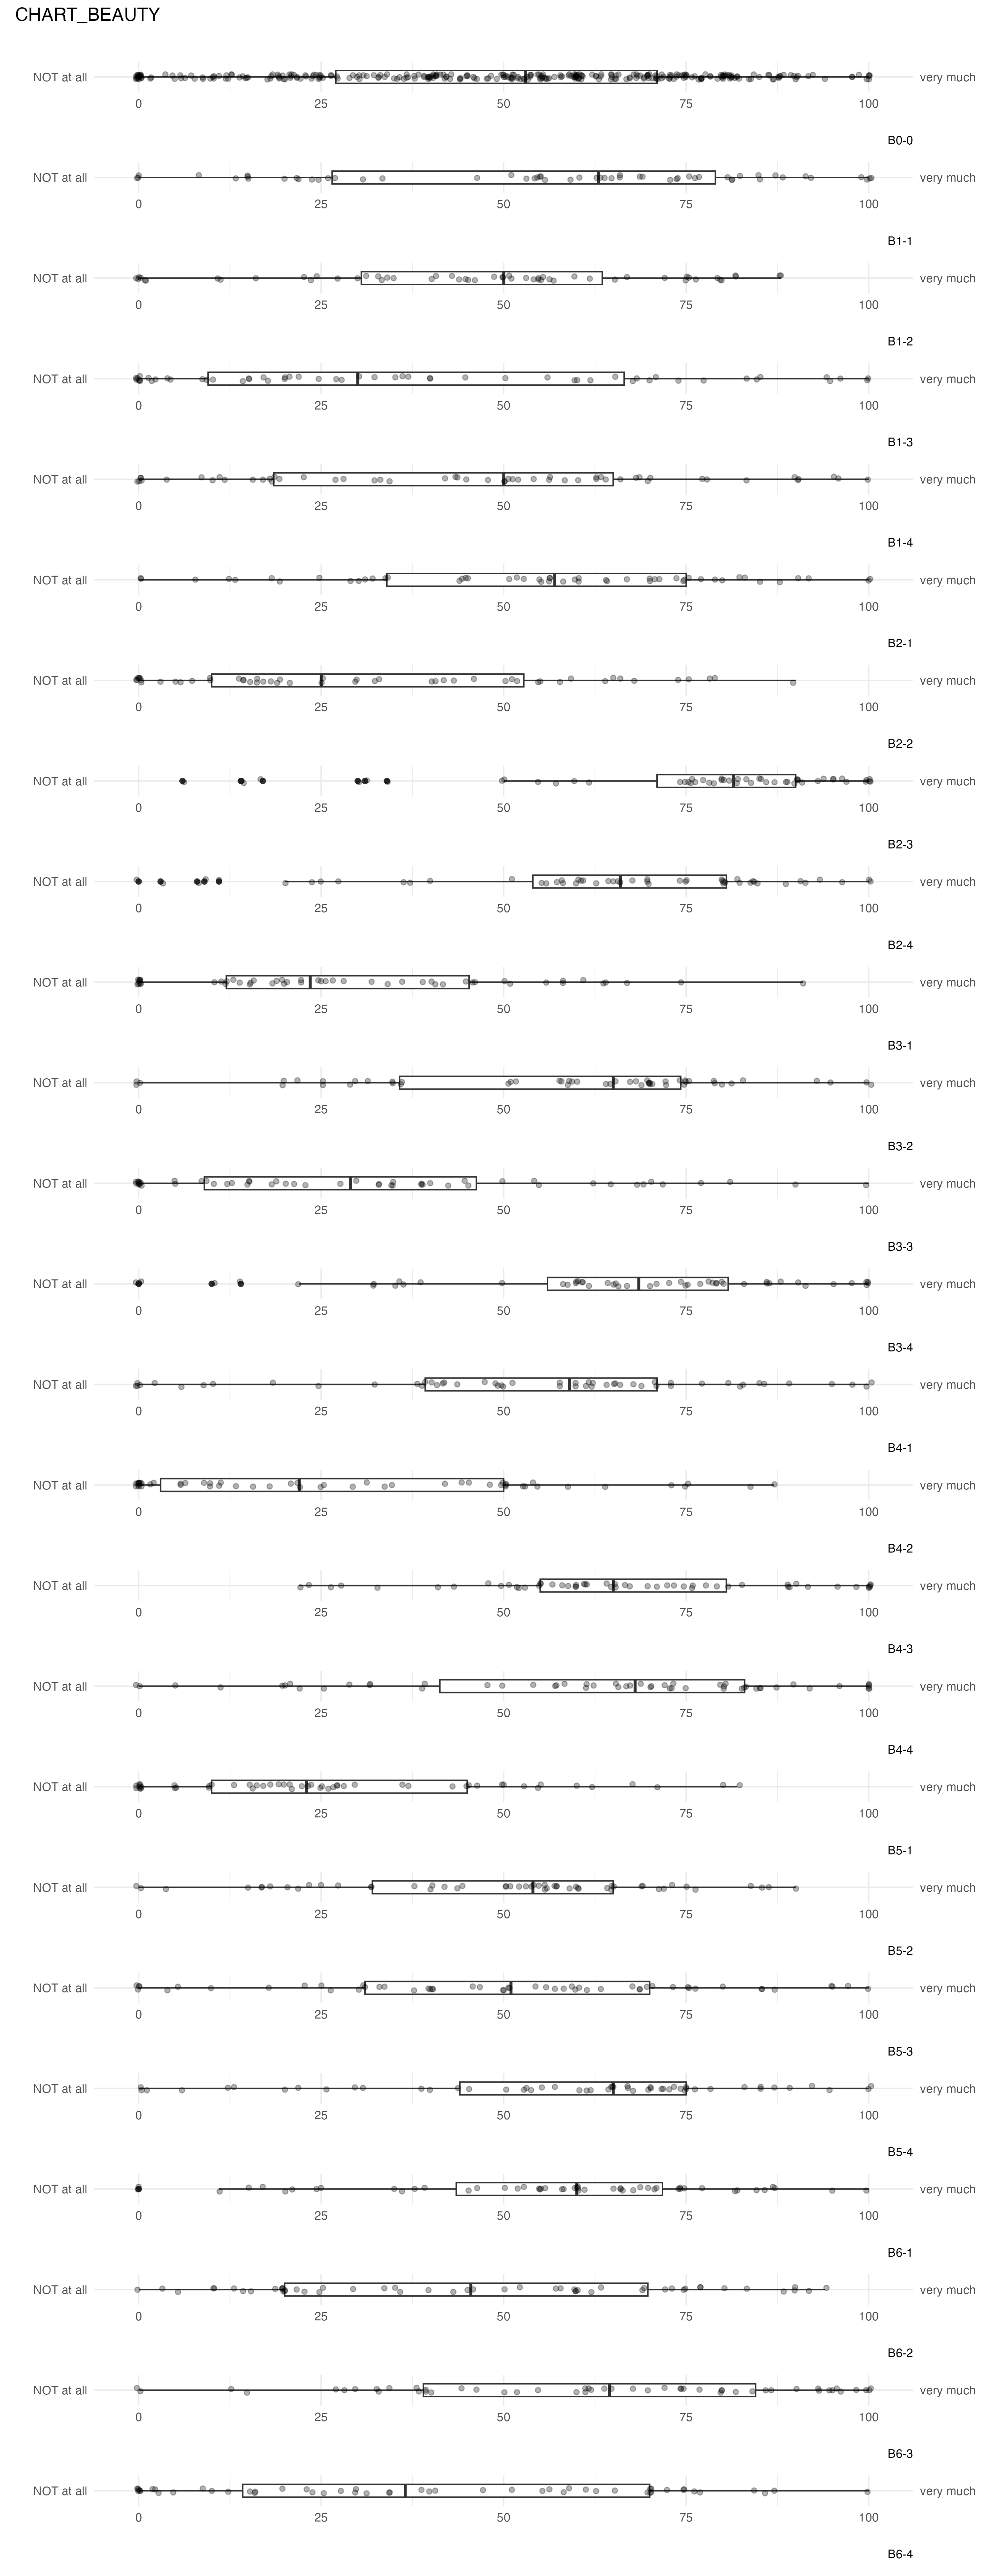 CHART_BEAUTY
NOT at all very much
0 25 50 75 100
B0-0
NOT at all very much
0 25 50 75 100
B1-1
NOT at all very much
0 25 50 75 100
B1-2
NOT at all very much
0 25 50 75 100
B1-3
NOT at all very much
0 25 50 75 100
B1-4
NOT at all very much
0 25 50 75 100
B2-1
NOT at all very much
0 25 50 75 100
B2-2
NOT at all very much
0 25 50 75 100
B2-3
NOT at all very much
0 25 50 75 100
B2-4
NOT at all very much
0 25 50 75 100
B3-1
NOT at all very much
0 25 50 75 100
B3-2
NOT at all very much
0 25 50 75 100
B3-3
NOT at all very much
0 25 50 75 100
B3-4
NOT at all very much
0 25 50 75 100
B4-1
NOT at all very much
0 25 50 75 100
B4-2
NOT at all very much
0 25 50 75 100
B4-3
NOT at all very much
0 25 50 75 100
B4-4
NOT at all very much
0 25 50 75 100
B5-1
NOT at all very much
0 25 50 75 100
B5-2
NOT at all very much
0 25 50 75 100
B5-3
NOT at all very much
0 25 50 75 100
B5-4
NOT at all very much
0 25 50 75 100
B6-1
NOT at all very much
0 25 50 75 100
B6-2
NOT at all very much
0 25 50 75 100
B6-3
NOT at all very much
0 25 50 75 100
B6-4